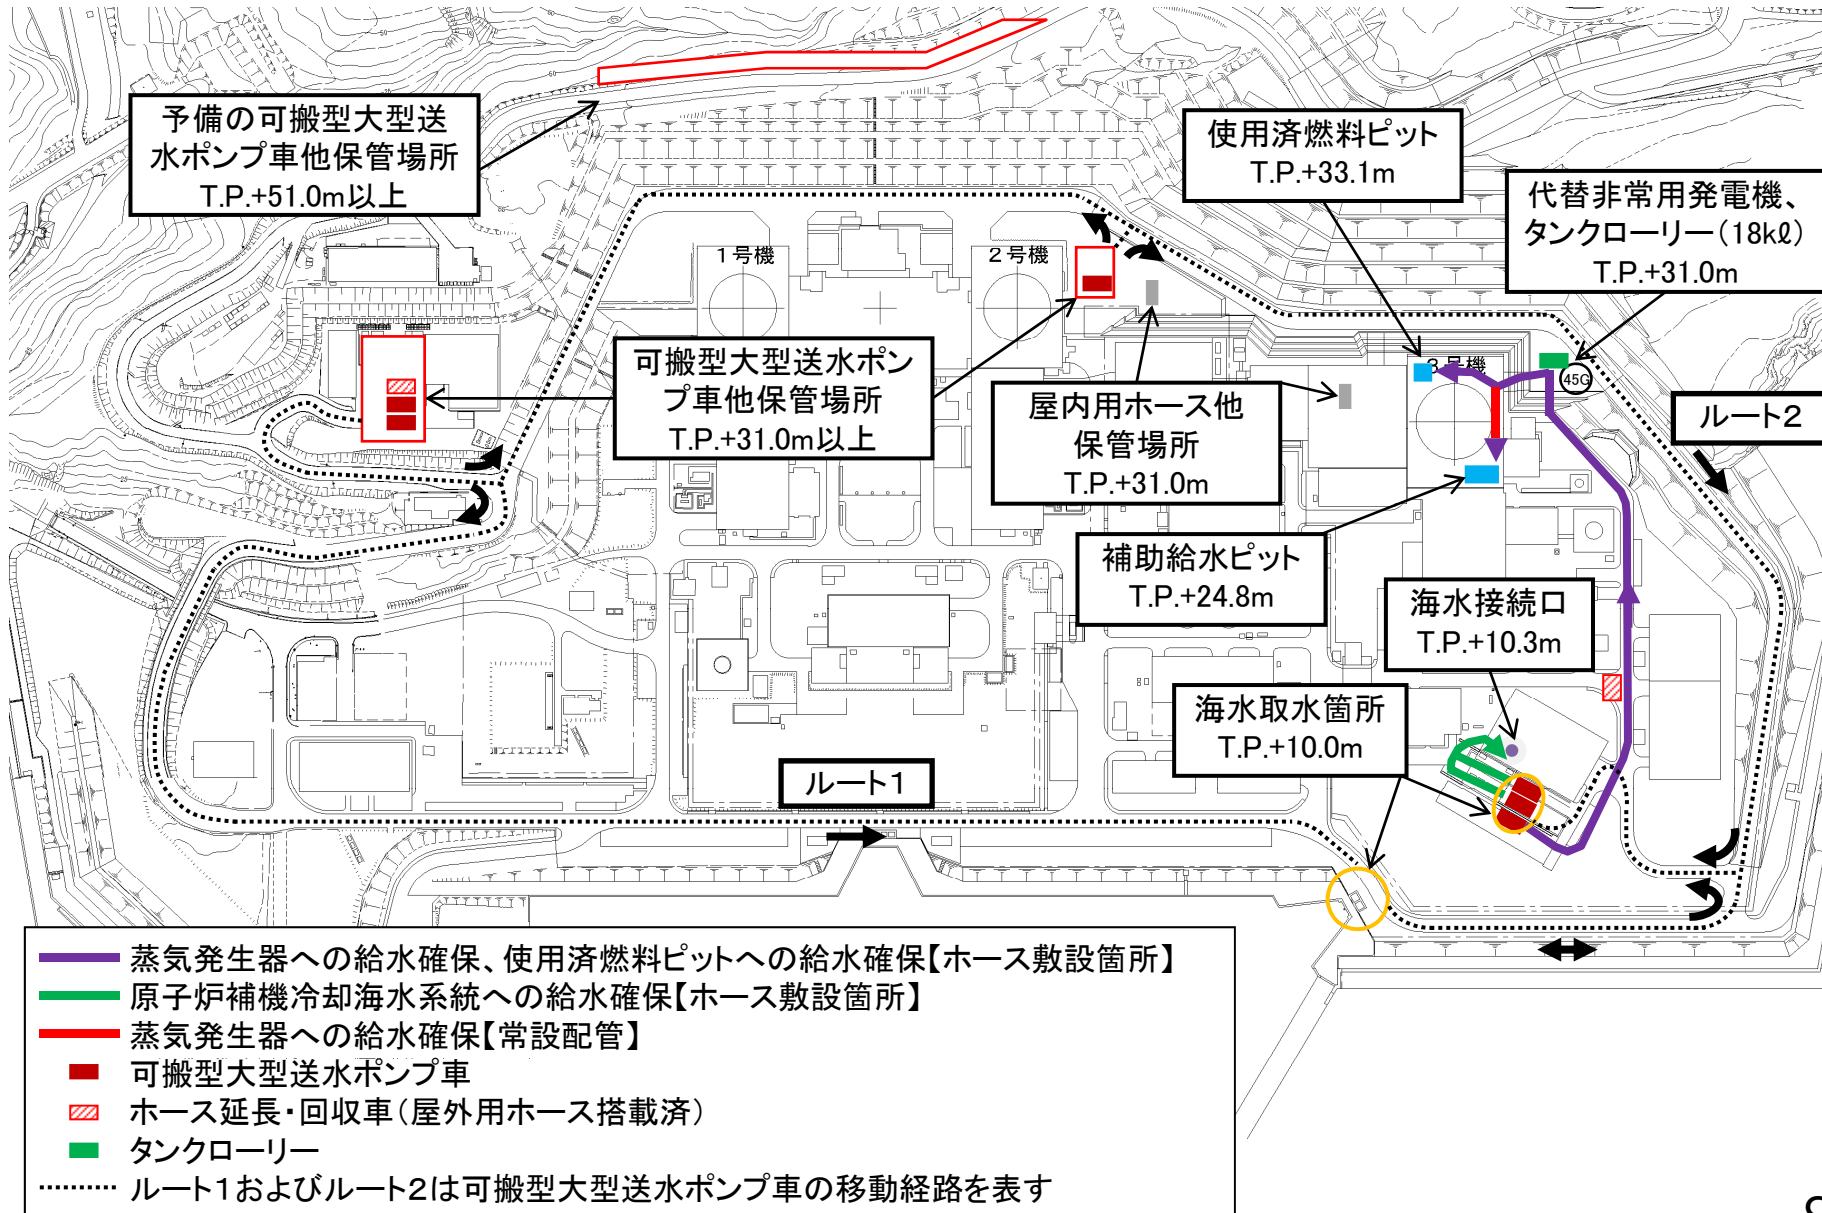 予備の可搬型大型送
水ポンプ車他保管場所
T.P.+51.0m以上
使用済燃料ピット
T.P.+33.1m
代替非常用発電機、
タンクローリー(18kℓ)
T.P.+31.0m
1号機
2号機
3号機
45G
可搬型大型送水ポン
プ車他保管場所
T.P.+31.0m以上
屋内用ホース他
保管場所
T.P.+31.0m
ルート2
補助給水ピット
T.P.+24.8m
海水接続口
T.P.+10.3m
海水取水箇所
T.P.+10.0m
ルート1
蒸気発生器への給水確保、使用済燃料ピットへの給水確保【ホース敷設箇所】
原子炉補機冷却海水系統への給水確保【ホース敷設箇所】
蒸気発生器への給水確保【常設配管】
可搬型大型送水ポンプ車
ホース延長・回収車(屋外用ホース搭載済)
タンクローリー
ルート1およびルート2は可搬型大型送水ポンプ車の移動経路を表す